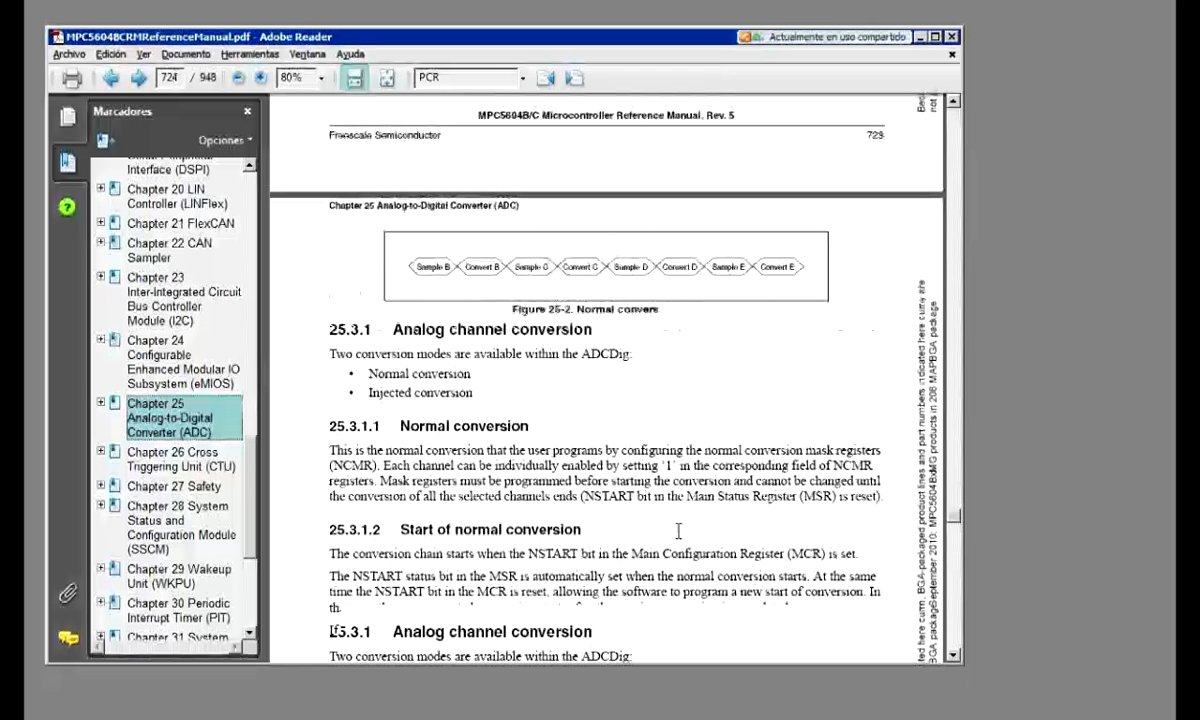 MPC5604BCRMReferenceManual.pdf - Adobe Reader
Actualmente en uso compartido
Archivo Edición Ver Documento Herramientas Ventana Ayuda
724 / 948 80% PCR
Marcadores
Opciones
Interface (DSPI)
Chapter 20 LIN
Controller (LINFlex)
Chapter 21 FlexCAN
Chapter 22 CAN
Sampler
Chapter 23
Inter-Integrated Circuit
Bus Controller
Module (I2C)
Chapter 24
Configurable
Enhanced Modular IO
Subsystem (eMIOS)
Chapter 25
Analog-to-Digital
Converter (ADC)
Chapter 26 Cross
Triggering Unit (CTU)
Chapter 27 Safety
Chapter 28 System
Status and
Configuration Module
(SSCM)
Chapter 29 Wakeup
Unit (WKPU)
Chapter 30 Periodic
Interrupt Timer (PIT)
Chapter 31 System
MPC5604B/C Microcontroller Reference Manual, Rev. 5
Freescale Semiconductor 723
Chapter 25 Analog-to-Digital Converter (ADC)
Sample B Convert B Sample C Convert C Sample D Convert D Sample E Convert E
Figure 25-2. Normal convers
25.3.1 Analog channel conversion
Two conversion modes are available within the ADCDig:
• Normal conversion
• Injected conversion
25.3.1.1 Normal conversion
This is the normal conversion that the user programs by configuring the normal conversion mask registers
(NCMR). Each channel can be individually enabled by setting '1' in the corresponding field of NCMR
registers. Mask registers must be programmed before starting the conversion and cannot be changed until
the conversion of all the selected channels ends (NSTART bit in the Main Status Register (MSR) is reset).
25.3.1.2 Start of normal conversion
The conversion chain starts when the NSTART bit in the Main Configuration Register (MCR) is set.
The NSTART status bit in the MSR is automatically set when the normal conversion starts. At the same
time the NSTART bit in the MCR is reset, allowing the software to program a new start of conversion. In
th
5.3.1 Analog channel conversion
Two conversion modes are available within the ADCDig: